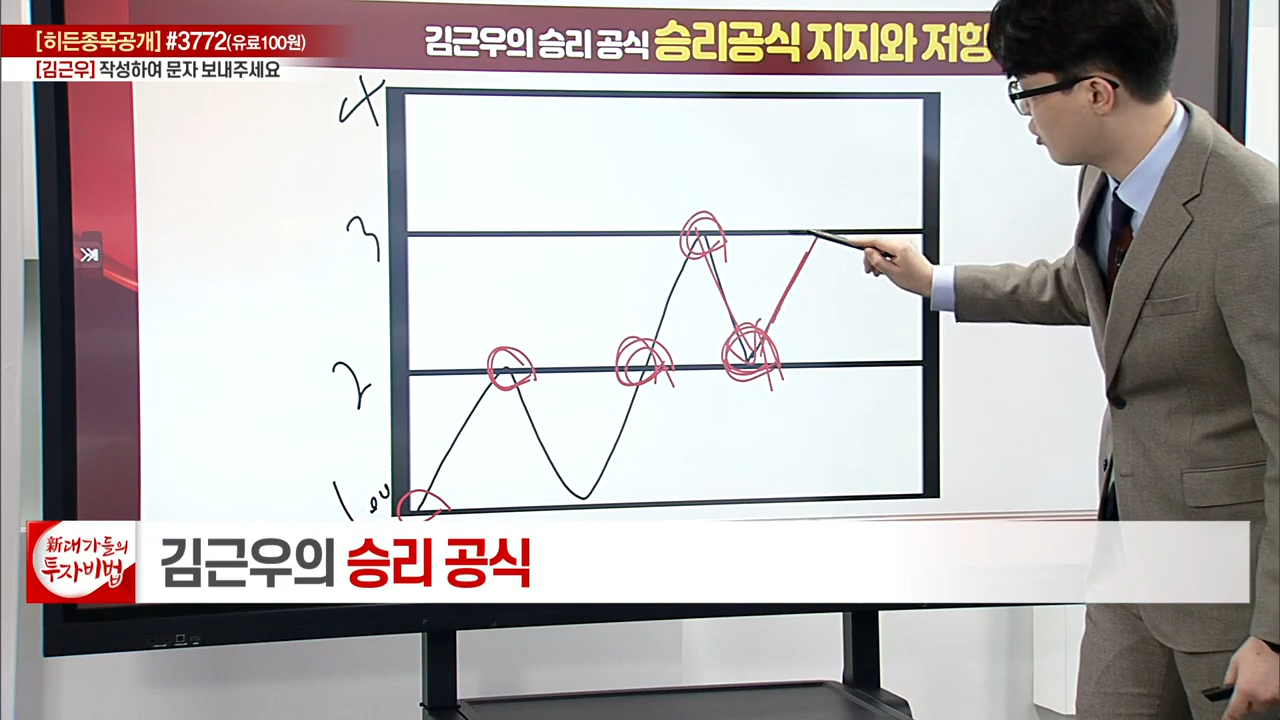 [히든종목공개] #3772(유료100원)
[김근우] 작성하여 문자 보내주세요
김근우의 승리 공식 승리공식 지지와 저항
4
3
2
1 eu
新대가들의
투자비법
김근우의 승리 공식